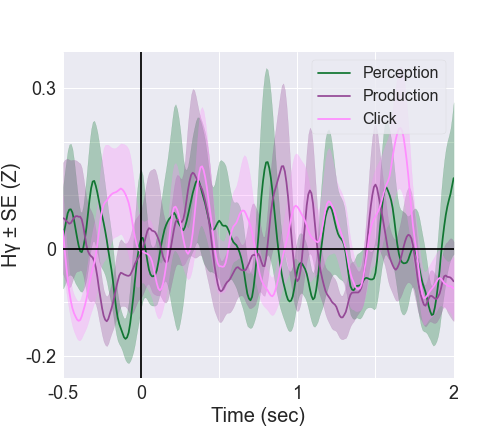 Perception
Production
Click
0.3
0
-0.2
Hγ ± SE (Z)
-0.5
0
1
2
Time (sec)